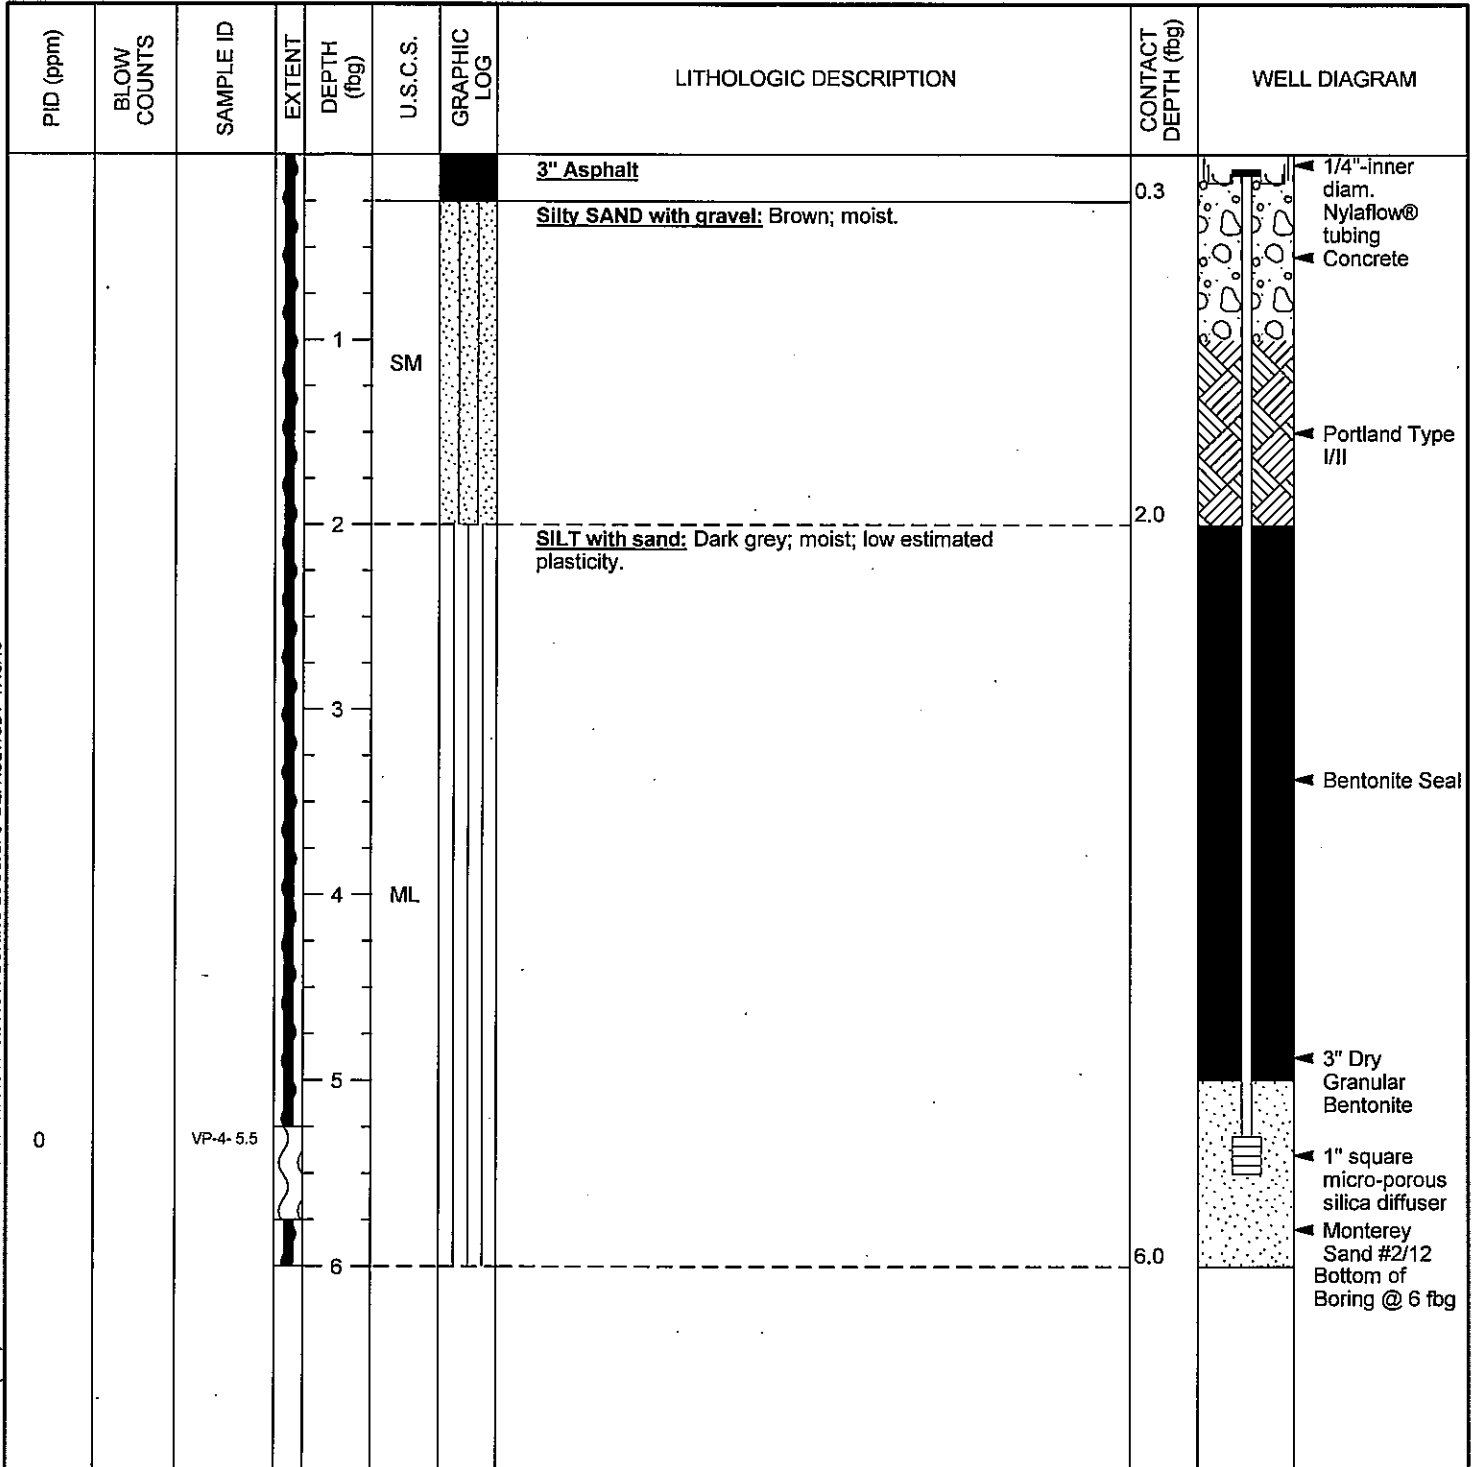 PID (ppm)
BLOW
COUNTS
SAMPLE ID
EXTENT
DEPTH
(fbg)
U.S.C.S.
GRAPHIC
LOG
LITHOLOGIC DESCRIPTION
CONTACT
DEPTH (fbg)
WELL DIAGRAM
3" Asphalt
0.3
Silty SAND with gravel: Brown; moist.
1/4"-inner
diam.
Nylaflow®
tubing
Concrete
1
SM
Portland Type
I/II
2
2.0
SILT with sand: Dark grey; moist; low estimated
plasticity.
3
Bentonite Seal
4
ML
3" Dry
Granular
Bentonite
5
0
VP-4- 5.5
1" square
micro-porous
silica diffuser
Monterey
Sand #2/12
6
6.0
Bottom of
Boring @ 6 fbg